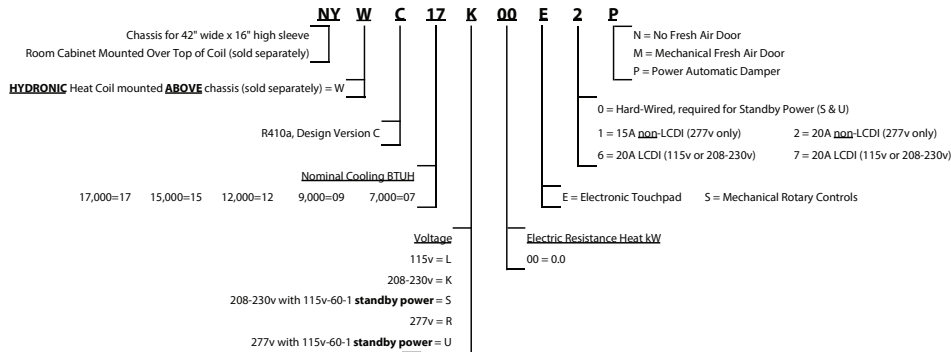 NY W C 17 K 00 E 2 P
Chassis for 42" wide x 16" high sleeve
Room Cabinet Mounted Over Top of Coil (sold separately)
N = No Fresh Air Door
M = Mechanical Fresh Air Door
P = Power Automatic Damper
HYDRONIC Heat Coil mounted ABOVE chassis (sold separately) = W
0 = Hard-Wired, required for Standby Power (S & U)
R410a, Design Version C
1 = 15A non-LCDI (277v only) 2 = 20A non-LCDI (277v only)
6 = 20A LCDI (115v or 208-230v) 7 = 20A LCDI (115v or 208-230v)
Nominal Cooling BTUH
17,000=17 15,000=15 12,000=12 9,000=09 7,000=07
E = Electronic Touchpad S = Mechanical Rotary Controls
Voltage
115v = L
208-230v = K
208-230v with 115v-60-1 standby power = S
277v = R
277v with 115v-60-1 standby power = U
Electric Resistance Heat kW
00 = 0.0